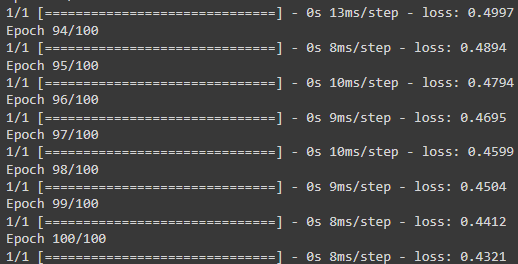 1/1 [==============================] - 0s 13ms/step - loss: 0.4997
Epoch 94/100
1/1 [==============================] - 0s 8ms/step - loss: 0.4894
Epoch 95/100
1/1 [==============================] - 0s 10ms/step - loss: 0.4794
Epoch 96/100
1/1 [==============================] - 0s 9ms/step - loss: 0.4695
Epoch 97/100
1/1 [==============================] - 0s 10ms/step - loss: 0.4599
Epoch 98/100
1/1 [==============================] - 0s 9ms/step - loss: 0.4504
Epoch 99/100
1/1 [==============================] - 0s 8ms/step - loss: 0.4412
Epoch 100/100
1/1 [==============================] - 0s 8ms/step - loss: 0.4321